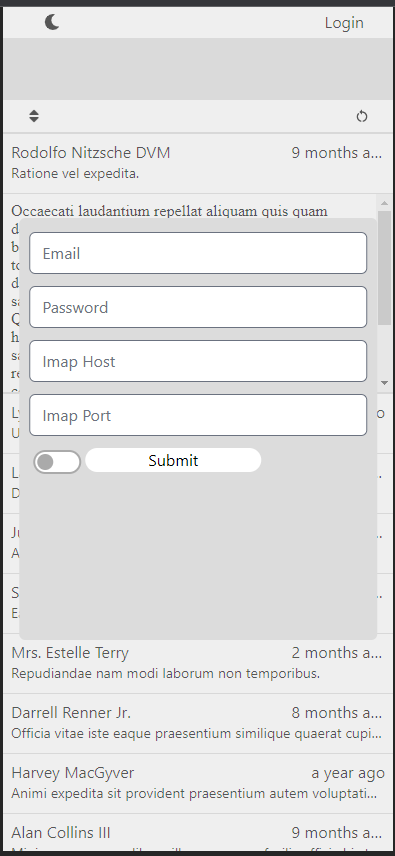 Login
Rodolfo Nitzsche DVM 9 months a...
Ratione vel expedita.
Occaecati laudantium repellat aliquam quis quam
Email
Password
Imap Host
Imap Port
Submit
Mrs. Estelle Terry 2 months a...
Repudiandae nam modi laborum non temporibus.
Darrell Renner Jr. 8 months a...
Officia vitae iste eaque praesentium similique quaerat cupi...
Harvey MacGyver a year ago
Animi expedita sit provident praesentium autem voluptati...
Alan Collins III 9 months a...